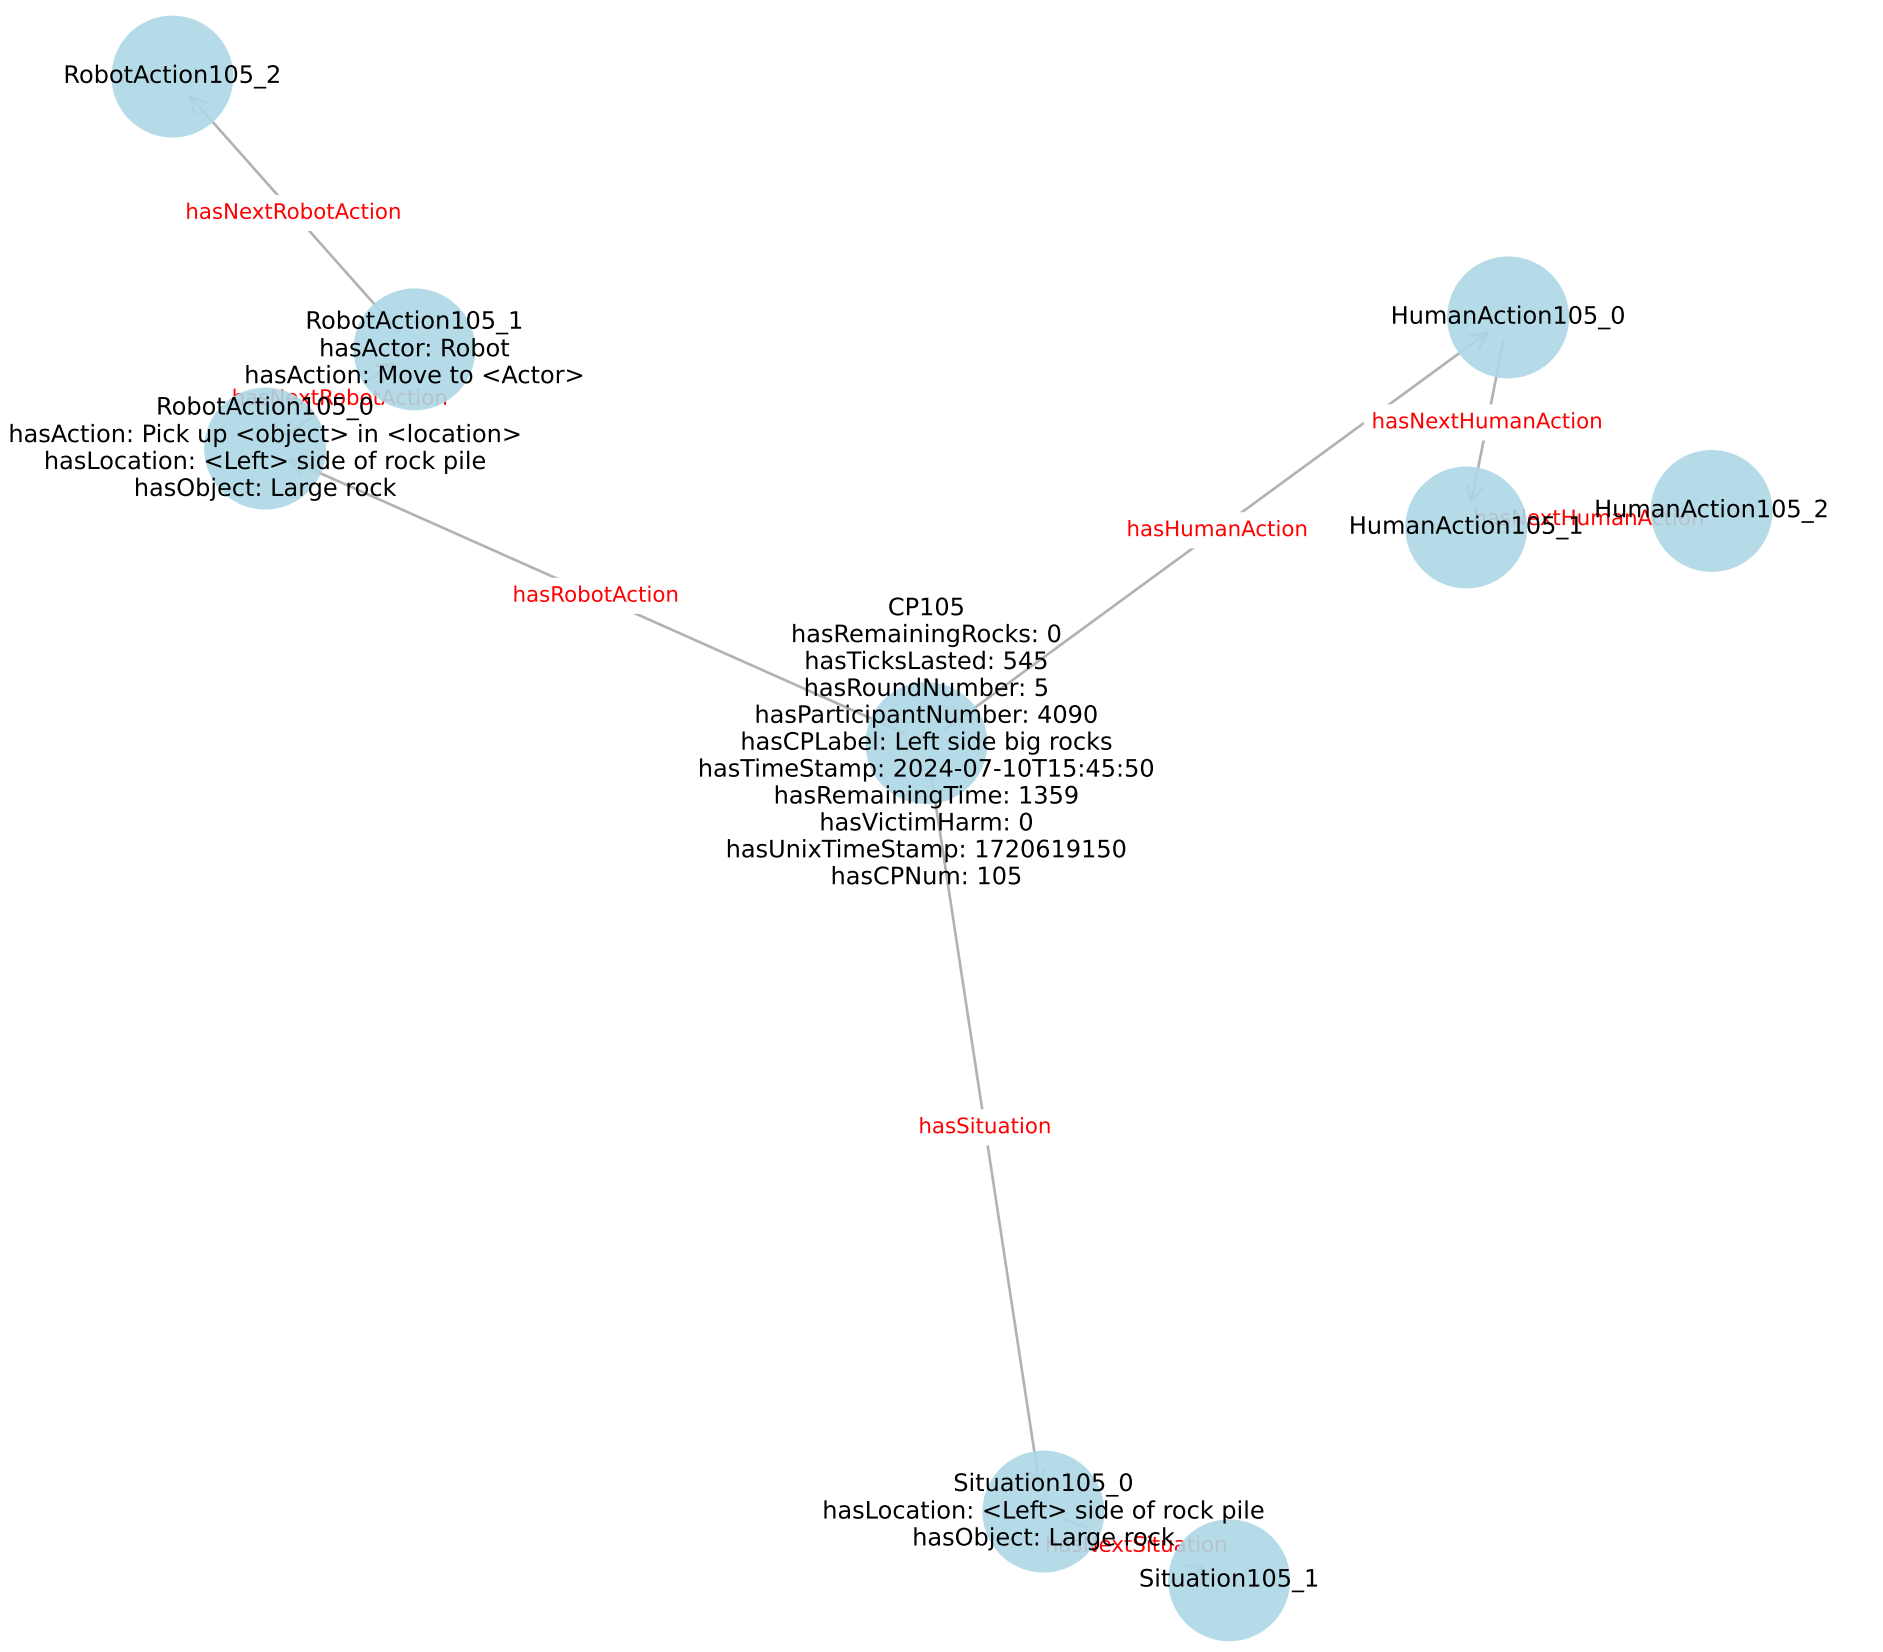 RobotAction105_2
hasNextRobotAction
RobotAction105_1
hasActor: Robot
hasAction: Move to <Actor>
hasNextRobotAction
RobotAction105_0
hasAction: Pick up <object> in <location>
hasLocation: <Left> side of rock pile
hasObject: Large rock
hasRobotAction
HumanAction105_0
hasNextHumanAction
HumanAction105_1
hasNextHumanAction
HumanAction105_2
hasHumanAction
CP105
hasRemainingRocks: 0
hasTicksLasted: 545
hasRoundNumber: 5
hasParticipantNumber: 4090
hasCPLabel: Left side big rocks
hasTimeStamp: 2024-07-10T15:45:50
hasRemainingTime: 1359
hasVictimHarm: 0
hasUnixTimeStamp: 1720619150
hasCPNum: 105
hasSituation
Situation105_0
hasLocation: <Left> side of rock pile
hasObject: Large rock
hasNextSituation
Situation105_1